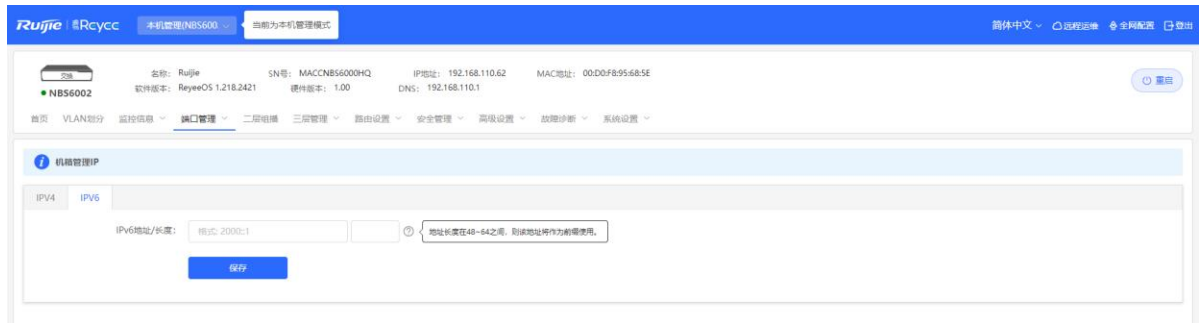 Ruijie | Rcycc 本机管理(NBS600 当前为本机管理模式 简体中文 远程运维 全网配置 登出
交换
NBS6002
名称： Ruijie SN号： MACCNBS6000HQ IP地址： 192.168.110.62 MAC地址： 00:D0:F8:95:68:5E
软件版本： ReyeeOS 1.218.2421 硬件版本： 1.00 DNS： 192.168.110.1
重启
首页 VLAN划分 监控信息 端口管理 二层组播 三层管理 路由设置 安全管理 高级设置 故障诊断 系统设置
机箱管理IP
IPV4 IPV6
IPv6地址/长度： 格式: 2000::1 地址长度在48~64之间，则该地址将作为前缀使用。
保存